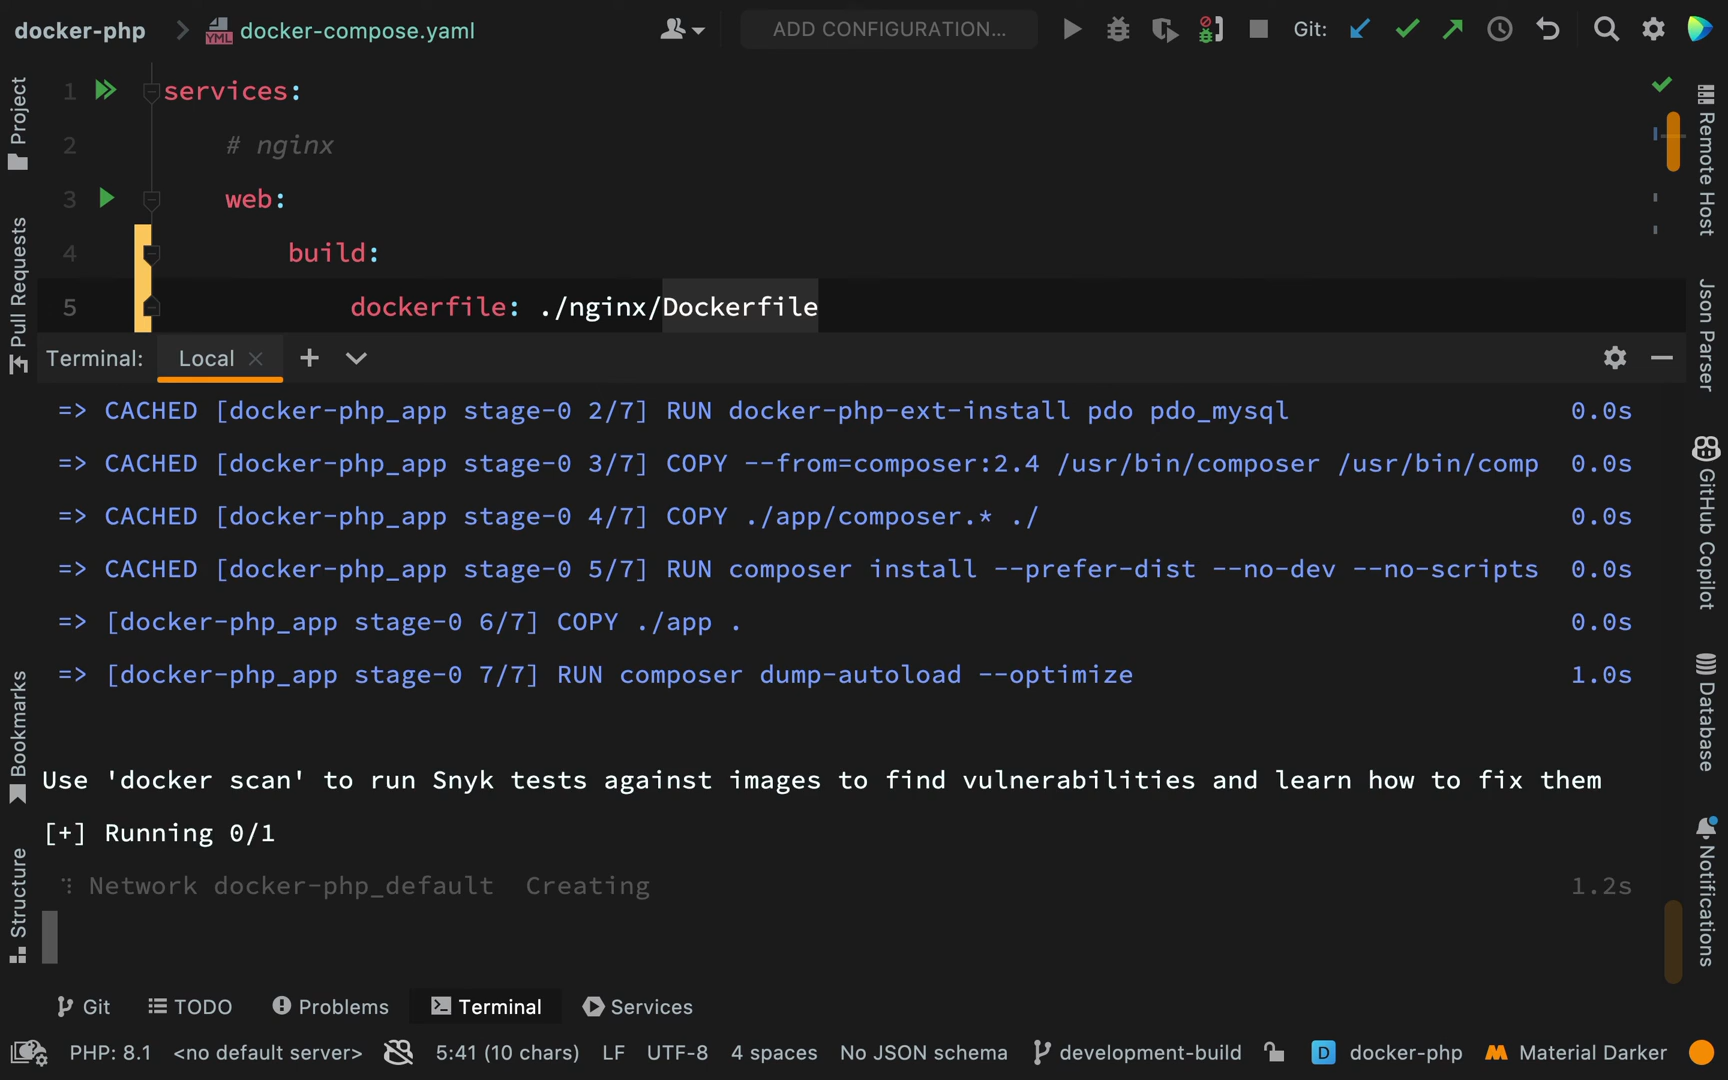 docker-php
docker-compose.yaml
ADD CONFIGURATION...
Git:
Project
Pull Requests
Bookmarks
Structure
1 services:
2 # nginx
3 web:
4 build:
5 dockerfile: ./nginx/Dockerfile
Remote Host
Json Parser
GitHub Copilot
Database
Notifications
Terminal: Local
=> CACHED [docker-php_app stage-0 2/7] RUN docker-php-ext-install pdo pdo_mysql 0.0s
=> CACHED [docker-php_app stage-0 3/7] COPY --from=composer:2.4 /usr/bin/composer /usr/bin/comp 0.0s
=> CACHED [docker-php_app stage-0 4/7] COPY ./app/composer.* ./ 0.0s
=> CACHED [docker-php_app stage-0 5/7] RUN composer install --prefer-dist --no-dev --no-scripts 0.0s
=> [docker-php_app stage-0 6/7] COPY ./app . 0.0s
=> [docker-php_app stage-0 7/7] RUN composer dump-autoload --optimize 1.0s
Use 'docker scan' to run Snyk tests against images to find vulnerabilities and learn how to fix them
[+] Running 0/1
Network docker-php_default Creating 1.2s
Git TODO Problems Terminal Services
PHP: 8.1 <no default server> 5:41 (10 chars) LF UTF-8 4 spaces No JSON schema development-build D docker-php Material Darker